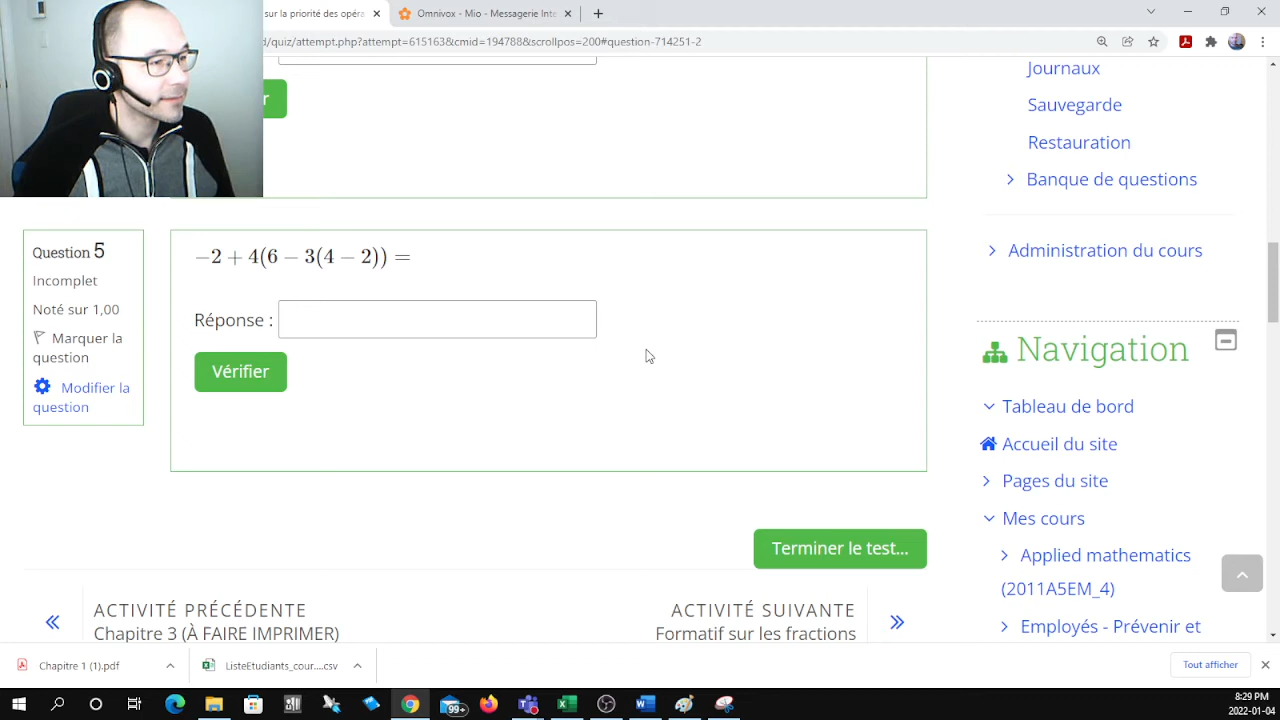 sur la priorité des opéra
Omnivox - Mio - Messagerie Inte
d/quiz/attempt.php?attempt=615163&cmid=194788&scrollpos=200#question-714251-2
r
Journaux
Sauvegarde
Restauration
Banque de questions
Administration du cours
Question 5
Incomplet
Noté sur 1,00
Marquer la
question
Modifier la
question
−2 + 4(6 − 3(4 − 2)) =
Réponse :
Vérifier
Terminer le test...
Navigation
Tableau de bord
Accueil du site
Pages du site
Mes cours
Applied mathematics
(2011A5EM_4)
Employés - Prévenir et
ACTIVITÉ PRÉCÉDENTE
Chapitre 3 (À FAIRE IMPRIMER)
ACTIVITÉ SUIVANTE
Formatif sur les fractions
Chapitre 1 (1).pdf
ListeEtudiants_cour....csv
Tout afficher
99+
8:29 PM
2022-01-04